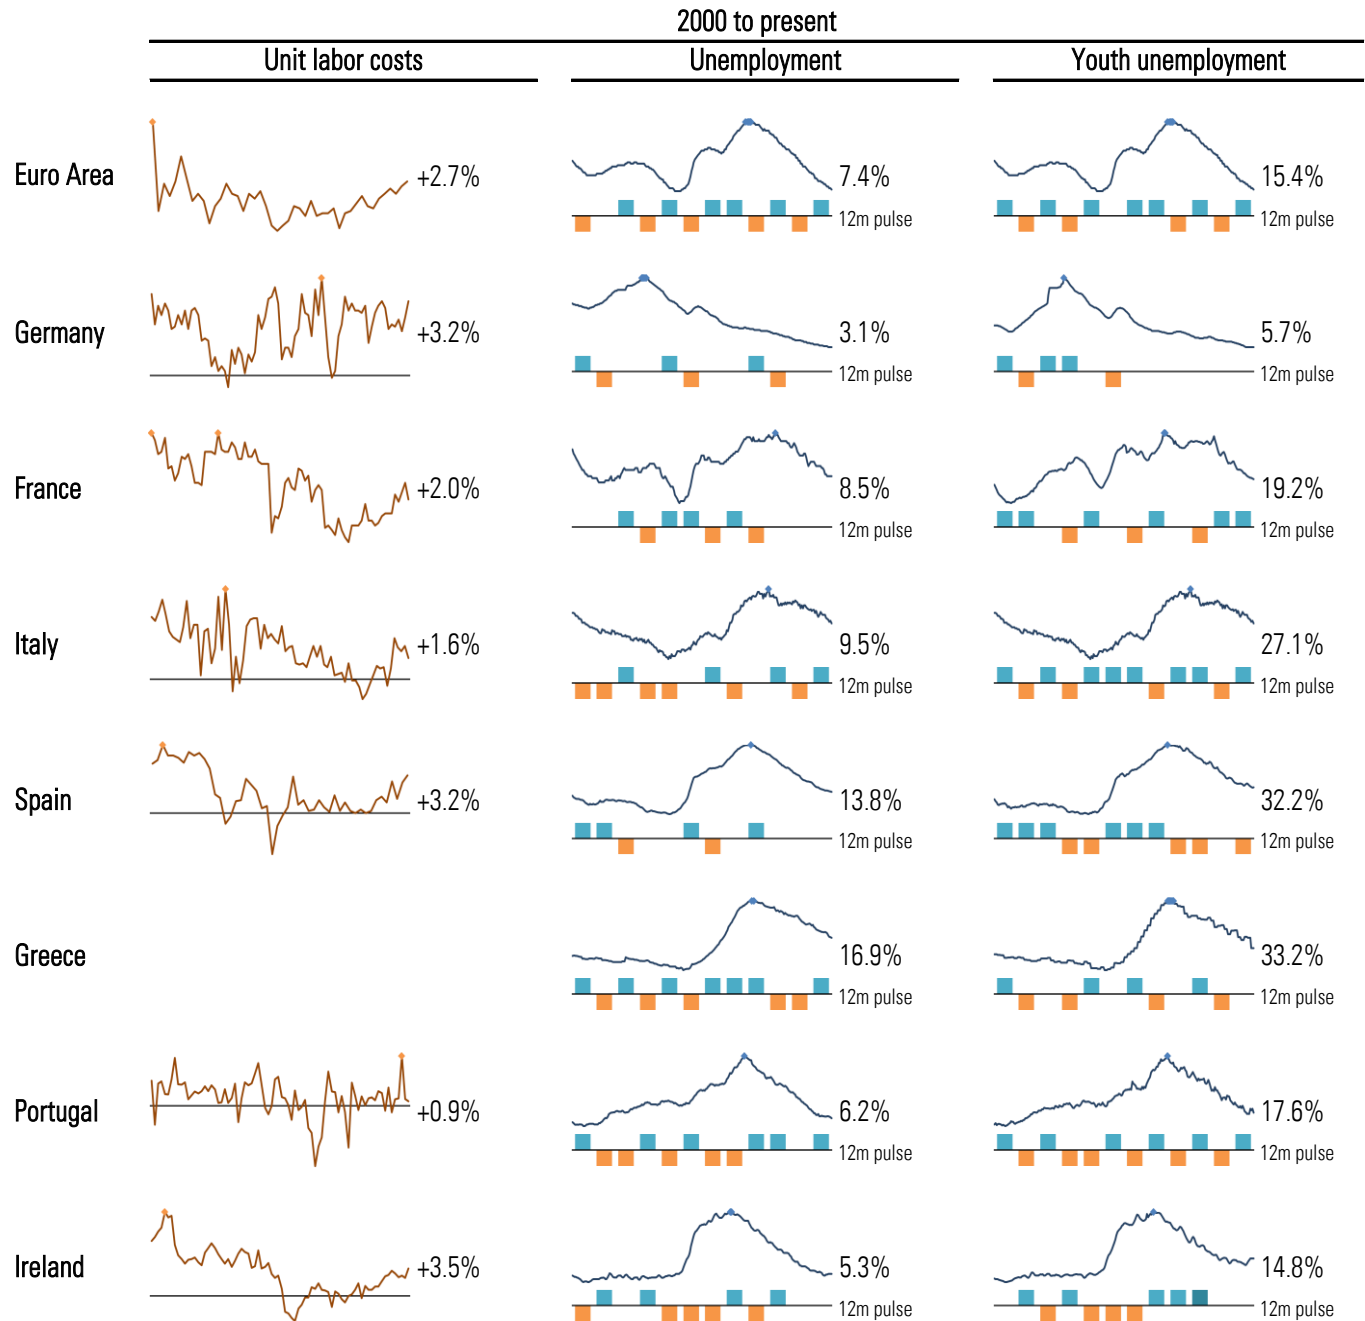 2000 to present
Unit labor costs Unemployment Youth unemployment
Euro Area +2.7% 7.4% 15.4%
12m pulse 12m pulse
Germany +3.2% 3.1% 5.7%
12m pulse 12m pulse
France +2.0% 8.5% 19.2%
12m pulse 12m pulse
Italy +1.6% 9.5% 27.1%
12m pulse 12m pulse
Spain +3.2% 13.8% 32.2%
12m pulse 12m pulse
Greece 16.9% 33.2%
12m pulse 12m pulse
Portugal +0.9% 6.2% 17.6%
12m pulse 12m pulse
Ireland +3.5% 5.3% 14.8%
12m pulse 12m pulse